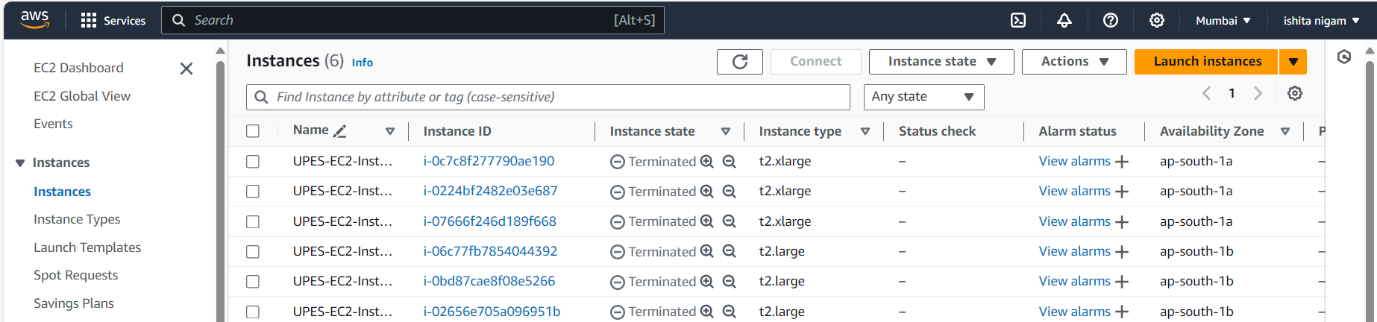 aws Services Search [Alt+S] Mumbai ishita nigam
EC2 Dashboard
EC2 Global View
Events
Instances
Instances
Instance Types
Launch Templates
Spot Requests
Savings Plans
Instances (6) Info Connect Instance state Actions Launch instances
Find Instance by attribute or tag (case-sensitive) Any state 1
Name Instance ID Instance state Instance type Status check Alarm status Availability Zone P
UPES-EC2-Inst... i-0c7c8f277790ae190 Terminated t2.xlarge – View alarms + ap-south-1a –
UPES-EC2-Inst... i-0224bf2482e03e687 Terminated t2.xlarge – View alarms + ap-south-1a –
UPES-EC2-Inst... i-07666f246d189f668 Terminated t2.xlarge – View alarms + ap-south-1a –
UPES-EC2-Inst... i-06c77fb7854044392 Terminated t2.large – View alarms + ap-south-1b –
UPES-EC2-Inst... i-0bd87cae8f08e5266 Terminated t2.large – View alarms + ap-south-1b –
UPES-EC2-Inst... i-02656e705a096951b Terminated t2.large – View alarms + ap-south-1b –